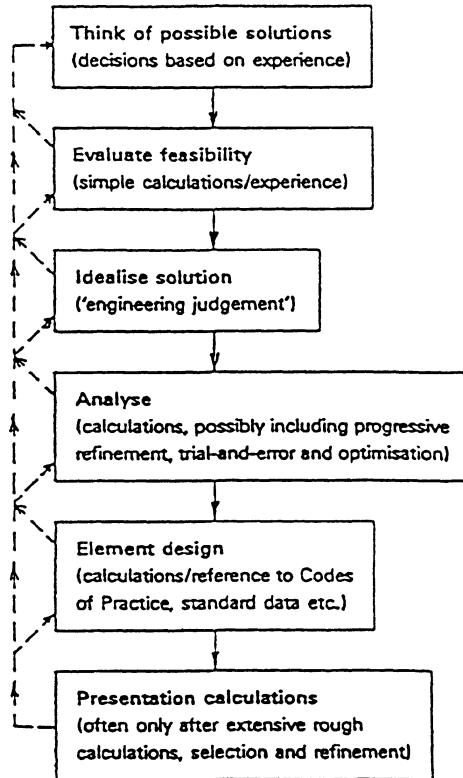 Think of possible solutions
(decisions based on experience)
Evaluate feasibility
(simple calculations/experience)
Idealise solution
('engineering judgement')
Analyse
(calculations, possibly including progressive
refinement, trial-and-error and optimisation)
Element design
(calculations/reference to Codes
of Practice, standard data etc.)
Presentation calculations
(often only after extensive rough
calculations, selection and refinement)